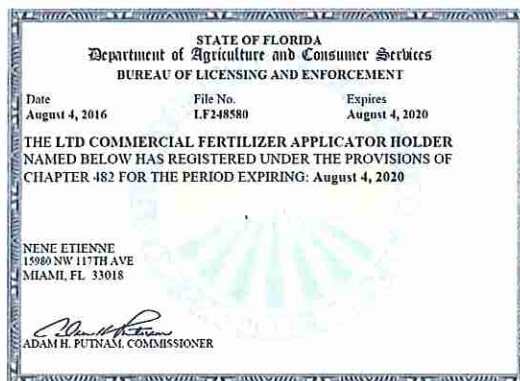 STATE OF FLORIDA
Department of Agriculture and Consumer Services
BUREAU OF LICENSING AND ENFORCEMENT
Date File No. Expires
August 4, 2016 LF248580 August 4, 2020
THE LTD COMMERCIAL FERTILIZER APPLICATOR HOLDER
NAMED BELOW HAS REGISTERED UNDER THE PROVISIONS OF
CHAPTER 482 FOR THE PERIOD EXPIRING: August 4, 2020
NENE ETIENNE
15980 NW 117TH AVE
MIAMI, FL 33018
ADAM H. PUTNAM, COMMISSIONER